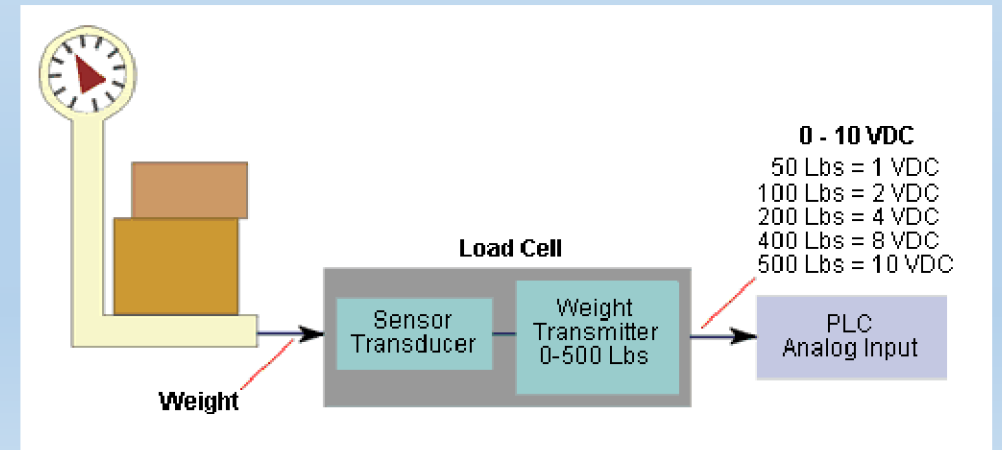 0 - 10 VDC
50 Lbs = 1 VDC
100 Lbs = 2 VDC
200 Lbs = 4 VDC
400 Lbs = 8 VDC
500 Lbs = 10 VDC
Load Cell
Sensor
Transducer
Weight
Transmitter
0-500 Lbs
PLC
Analog Input
Weight